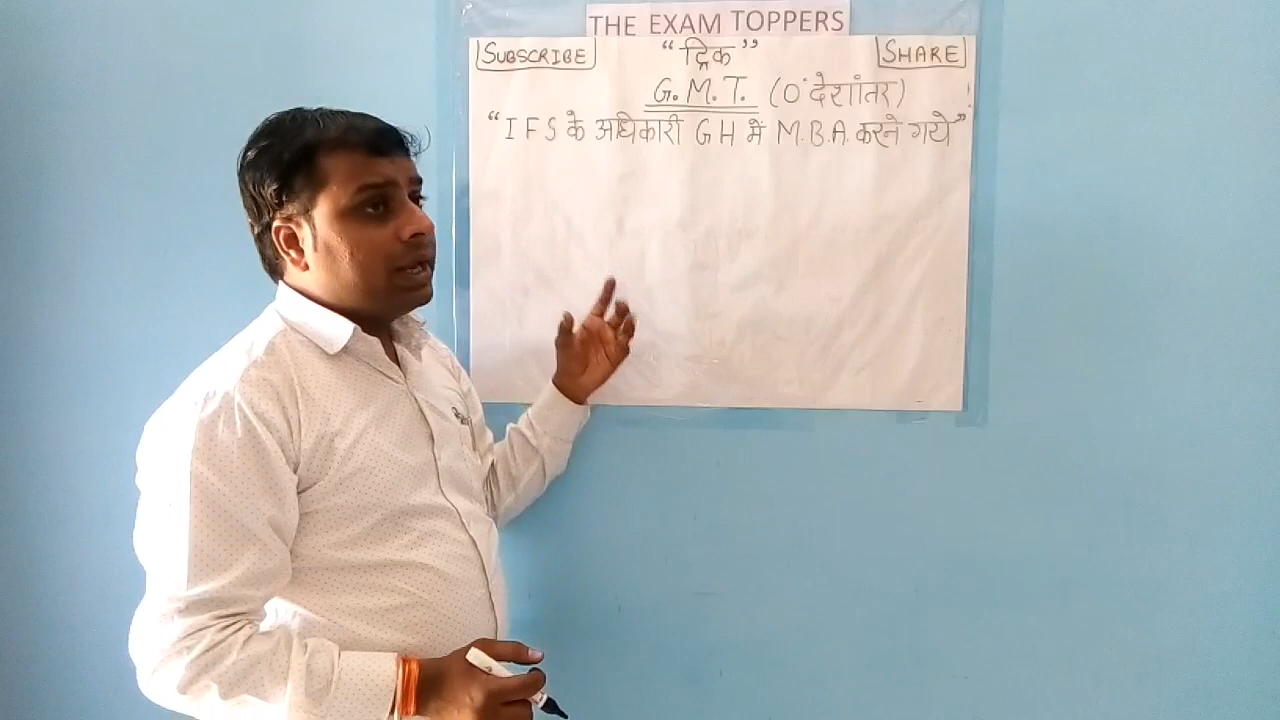 THE EXAM TOPPERS
SUBSCRIBE “ट्रिक” SHARE
G.M.T. (0° देशांतर)
“IFS के अधिकारी GH में M.B.A. करने गये”